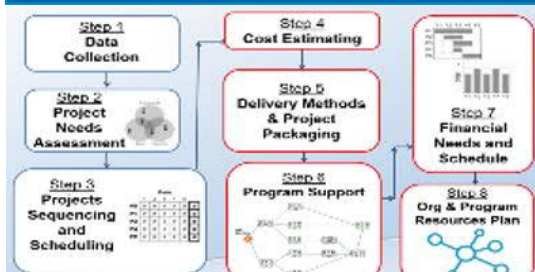 Step 1
Data
Collection
Step 2
Project
Needs
Assessment
Step 3
Projects
Sequencing
and
Scheduling
Step 4
Cost Estimating
Step 5
Delivery Methods
& Project
Packaging
Step 6
Program Support
Step 7
Financial
Needs and
Schedule
Step 8
Org & Program
Resources Plan